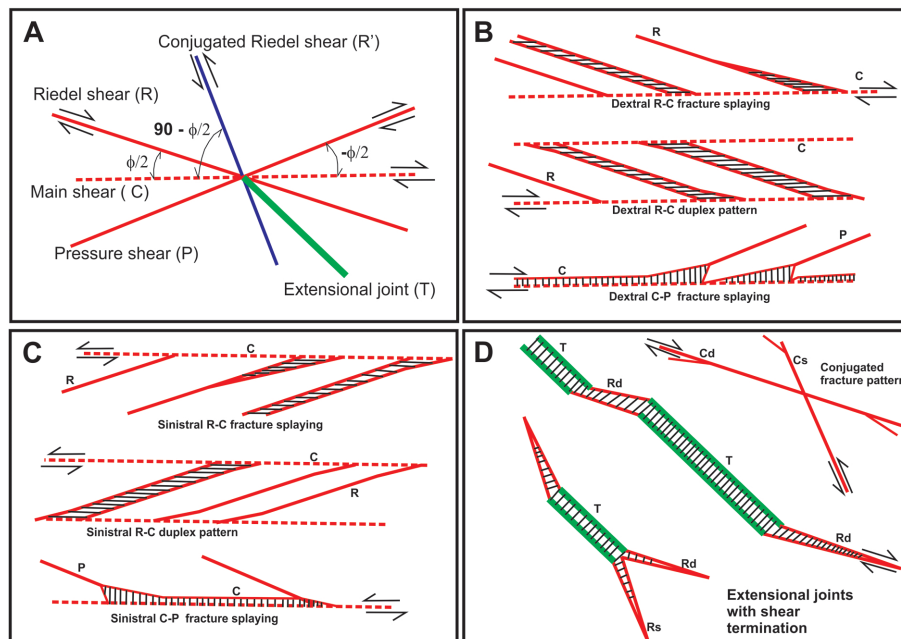 A
Conjugated Riedel shear (R')
Riedel shear (R)
90 - ϕ/2
ϕ/2
-ϕ/2
Main shear ( C)
Pressure shear (P)
Extensional joint (T)
B
R
C
Dextral R-C fracture splaying
C
R
Dextral R-C duplex pattern
P
C
Dextral C-P fracture splaying
C
C
R
Sinistral R-C fracture splaying
C
R
Sinistral R-C duplex pattern
P
C
Sinistral C-P fracture splaying
D
T
Cd
Cs
Conjugated
fracture pattern
Rd
T
T
Rd
Rd
Rs
Extensional joints
with shear
termination